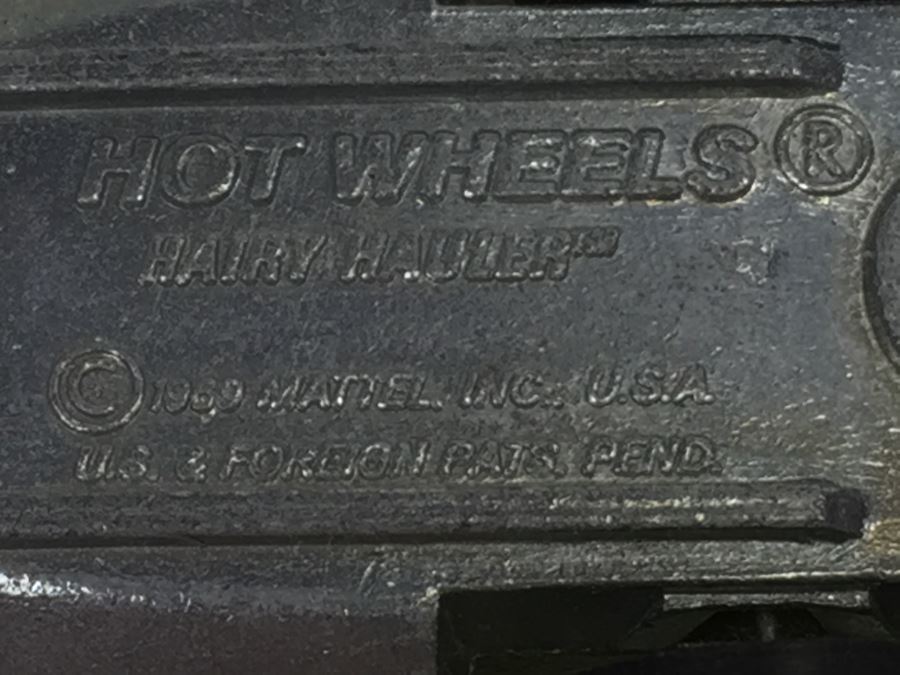 HOT WHEELS®
HAIRY HAULER™
© 1969 MATTEL, INC., U.S.A.
U.S. & FOREIGN PATS. PEND.